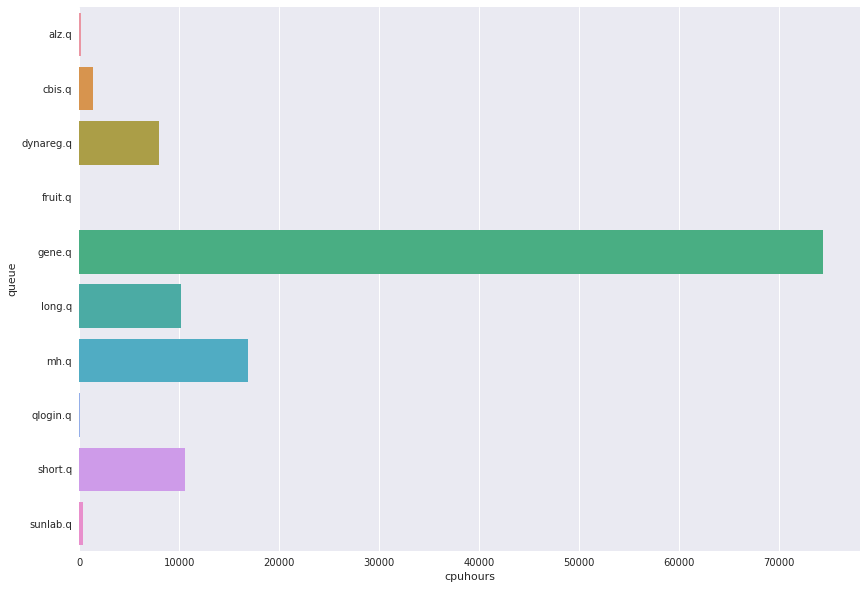 alz.q
cbis.q
dynareg.q
fruit.q
gene.q
long.q
mh.q
qlogin.q
short.q
sunlab.q
queue
0 10000 20000 30000 40000 50000 60000 70000
cpuhours